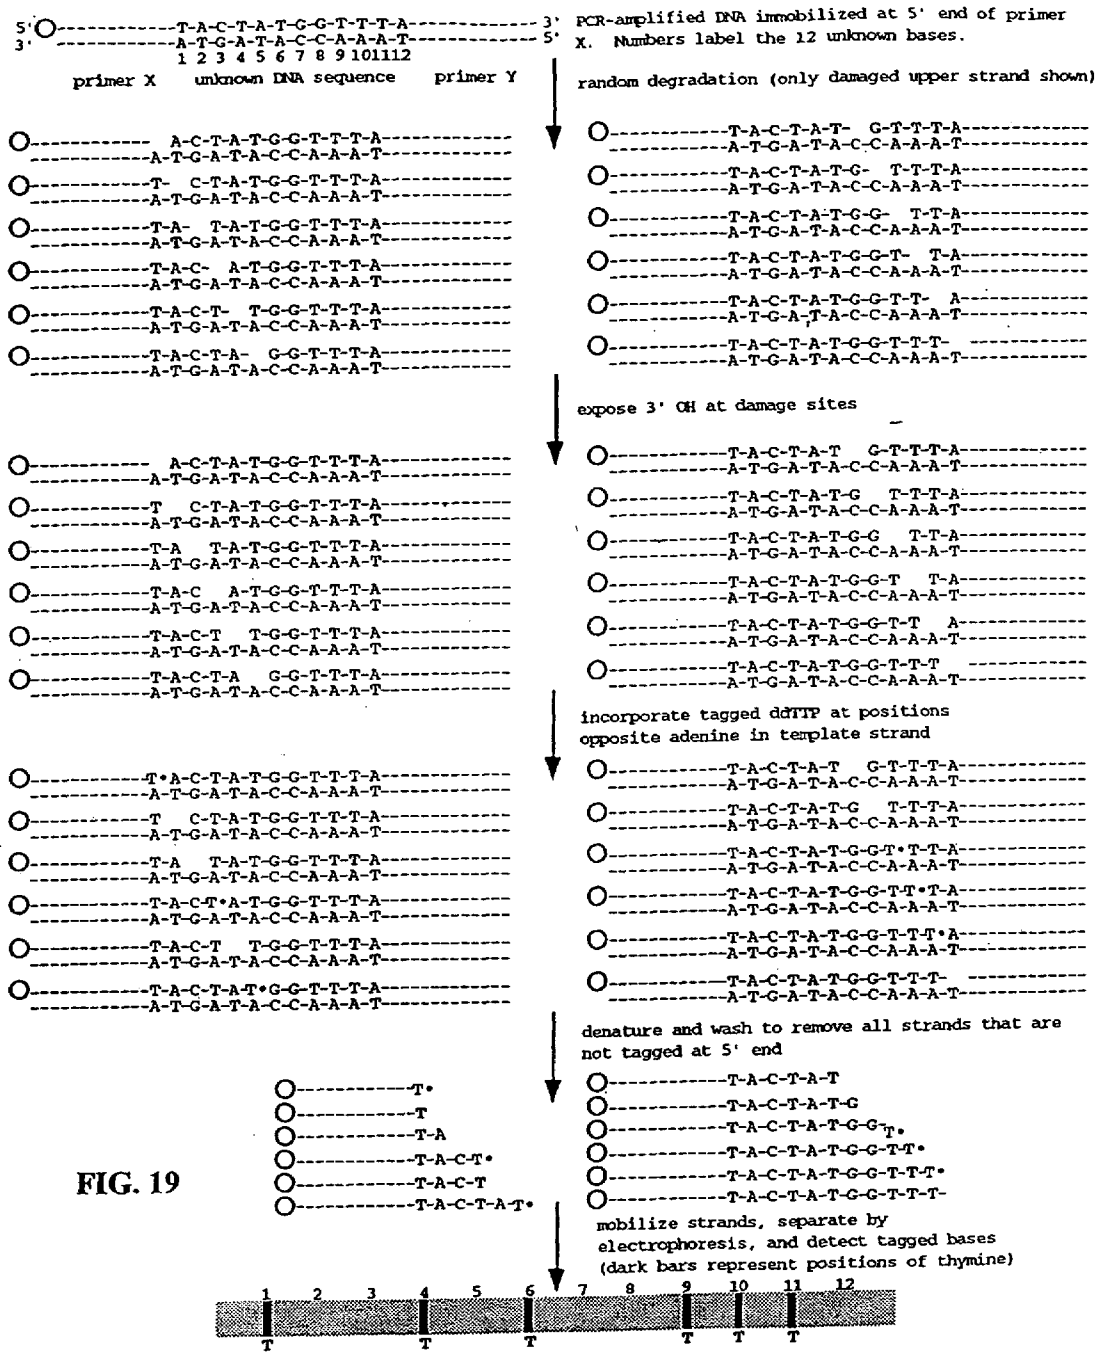 5' ----- T-A-C-T-A-T-G-G-T-T-T-A ----- 3'
3' ----- A-T-G-A-T-A-C-C-A-A-A-T ----- 5'
1 2 3 4 5 6 7 8 9 10 11 12
primer X unknown DNA sequence primer Y
PCR-amplified DNA immobilized at 5' end of primer
X. Numbers label the 12 unknown bases.
random degradation (only damaged upper strand shown)
A-C-T-A-T-G-G-T-T-T-A
A-T-G-A-T-A-C-C-A-A-A-T
T- C-T-A-T-G-G-T-T-T-A
A-T-G-A-T-A-C-C-A-A-A-T
T-A- T-A-T-G-G-T-T-T-A
A-T-G-A-T-A-C-C-A-A-A-T
T-A-C- A-T-G-G-T-T-T-A
A-T-G-A-T-A-C-C-A-A-A-T
T-A-C-T- T-G-G-T-T-T-A
A-T-G-A-T-A-C-C-A-A-A-T
T-A-C-T-A- G-G-T-T-T-A
A-T-G-A-T-A-C-C-A-A-A-T
T-A-C-T-A-T- G-T-T-T-A
A-T-G-A-T-A-C-C-A-A-A-T
T-A-C-T-A-T-G- T-T-T-A
A-T-G-A-T-A-C-C-A-A-A-T
T-A-C-T-A-T-G-G- T-T-A
A-T-G-A-T-A-C-C-A-A-A-T
T-A-C-T-A-T-G-G-T- T-A
A-T-G-A-T-A-C-C-A-A-A-T
T-A-C-T-A-T-G-G-T-T- A
A-T-G-A-T-A-C-C-A-A-A-T
T-A-C-T-A-T-G-G-T-T-T-
A-T-G-A-T-A-C-C-A-A-A-T
expose 3' OH at damage sites
A-C-T-A-T-G-G-T-T-T-A
A-T-G-A-T-A-C-C-A-A-A-T
T C-T-A-T-G-G-T-T-T-A
A-T-G-A-T-A-C-C-A-A-A-T
T-A T-A-T-G-G-T-T-T-A
A-T-G-A-T-A-C-C-A-A-A-T
T-A-C A-T-G-G-T-T-T-A
A-T-G-A-T-A-C-C-A-A-A-T
T-A-C-T T-G-G-T-T-T-A
A-T-G-A-T-A-C-C-A-A-A-T
T-A-C-T-A G-G-T-T-T-A
A-T-G-A-T-A-C-C-A-A-A-T
T-A-C-T-A-T G-T-T-T-A
A-T-G-A-T-A-C-C-A-A-A-T
T-A-C-T-A-T-G T-T-T-A
A-T-G-A-T-A-C-C-A-A-A-T
T-A-C-T-A-T-G-G T-T-A
A-T-G-A-T-A-C-C-A-A-A-T
T-A-C-T-A-T-G-G-T T-A
A-T-G-A-T-A-C-C-A-A-A-T
T-A-C-T-A-T-G-G-T-T A
A-T-G-A-T-A-C-C-A-A-A-T
T-A-C-T-A-T-G-G-T-T-T
A-T-G-A-T-A-C-C-A-A-A-T
incorporate tagged ddTTP at positions
opposite adenine in template strand
T•A-C-T-A-T-G-G-T-T-T-A
A-T-G-A-T-A-C-C-A-A-A-T
T C-T-A-T-G-G-T-T-T-A
A-T-G-A-T-A-C-C-A-A-A-T
T-A T-A-T-G-G-T-T-T-A
A-T-G-A-T-A-C-C-A-A-A-T
T-A-C-T•A-T-G-G-T-T-T-A
A-T-G-A-T-A-C-C-A-A-A-T
T-A-C-T T-G-G-T-T-T-A
A-T-G-A-T-A-C-C-A-A-A-T
T-A-C-T-A-T•G-G-T-T-T-A
A-T-G-A-T-A-C-C-A-A-A-T
T-A-C-T-A-T G-T-T-T-A
A-T-G-A-T-A-C-C-A-A-A-T
T-A-C-T-A-T-G T-T-T-A
A-T-G-A-T-A-C-C-A-A-A-T
T-A-C-T-A-T-G-G-T•T-T-A
A-T-G-A-T-A-C-C-A-A-A-T
T-A-C-T-A-T-G-G-T-T•T-A
A-T-G-A-T-A-C-C-A-A-A-T
T-A-C-T-A-T-G-G-T-T-T•A
A-T-G-A-T-A-C-C-A-A-A-T
T-A-C-T-A-T-G-G-T-T-T-
A-T-G-A-T-A-C-C-A-A-A-T
denature and wash to remove all strands that are
not tagged at 5' end
T•
T
T-A
T-A-C-T•
T-A-C-T
T-A-C-T-A-T•
T-A-C-T-A-T
T-A-C-T-A-T-G
T-A-C-T-A-T-G-G-T•
T-A-C-T-A-T-G-G-T-T•
T-A-C-T-A-T-G-G-T-T-T•
T-A-C-T-A-T-G-G-T-T-T-
FIG. 19
mobilize strands, separate by
electrophoresis, and detect tagged bases
(dark bars represent positions of thymine)
1 2 3 4 5 6 7 8 9 10 11 12
T T T T T T